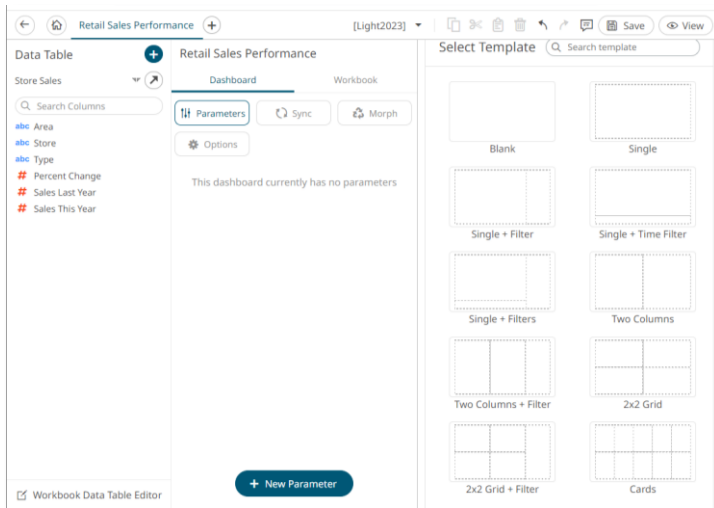 Retail Sales Performance
[Light2023]
Save
View
Data Table
Store Sales
Search Columns
abc Area
abc Store
abc Type
# Percent Change
# Sales Last Year
# Sales This Year
Workbook Data Table Editor
Retail Sales Performance
Dashboard
Workbook
Parameters
Sync
Morph
Options
This dashboard currently has no parameters
+ New Parameter
Select Template
Search template
Blank
Single
Single + Filter
Single + Time Filter
Single + Filters
Two Columns
Two Columns + Filter
2x2 Grid
2x2 Grid + Filter
Cards